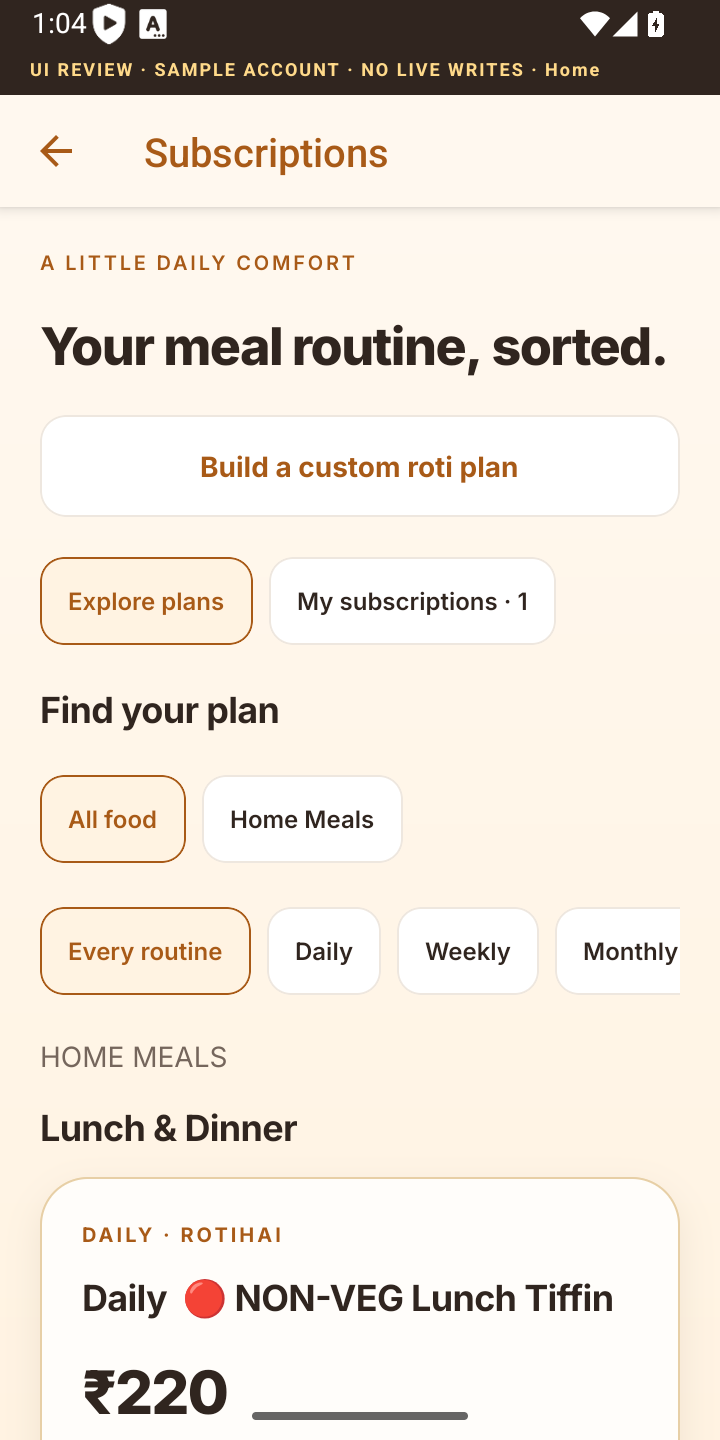 1:04
UI REVIEW · SAMPLE ACCOUNT · NO LIVE WRITES · Home
Subscriptions
A LITTLE DAILY COMFORT
Your meal routine, sorted.
Build a custom roti plan
Explore plans
My subscriptions · 1
Find your plan
All food
Home Meals
Every routine
Daily
Weekly
Monthly
HOME MEALS
Lunch & Dinner
DAILY · ROTIHAI
Daily 🔴 NON-VEG Lunch Tiffin
₹220